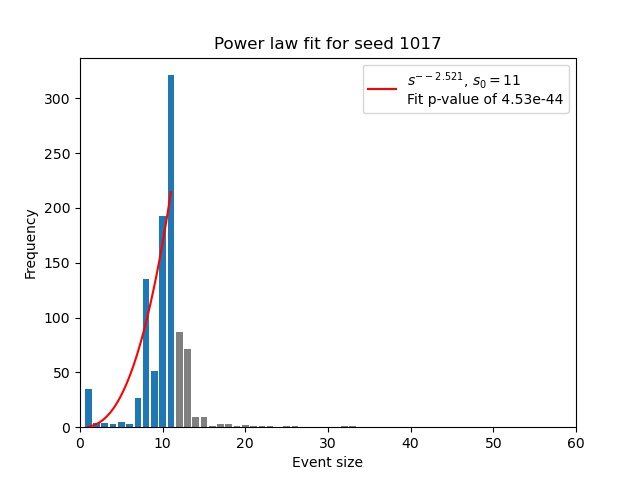 Power law fit for seed 1017
s^{--2.521}, s_0 = 11
Fit p-value of 4.53e-44
300
250
200
150
100
50
0
Frequency
0 10 20 30 40 50 60
Event size